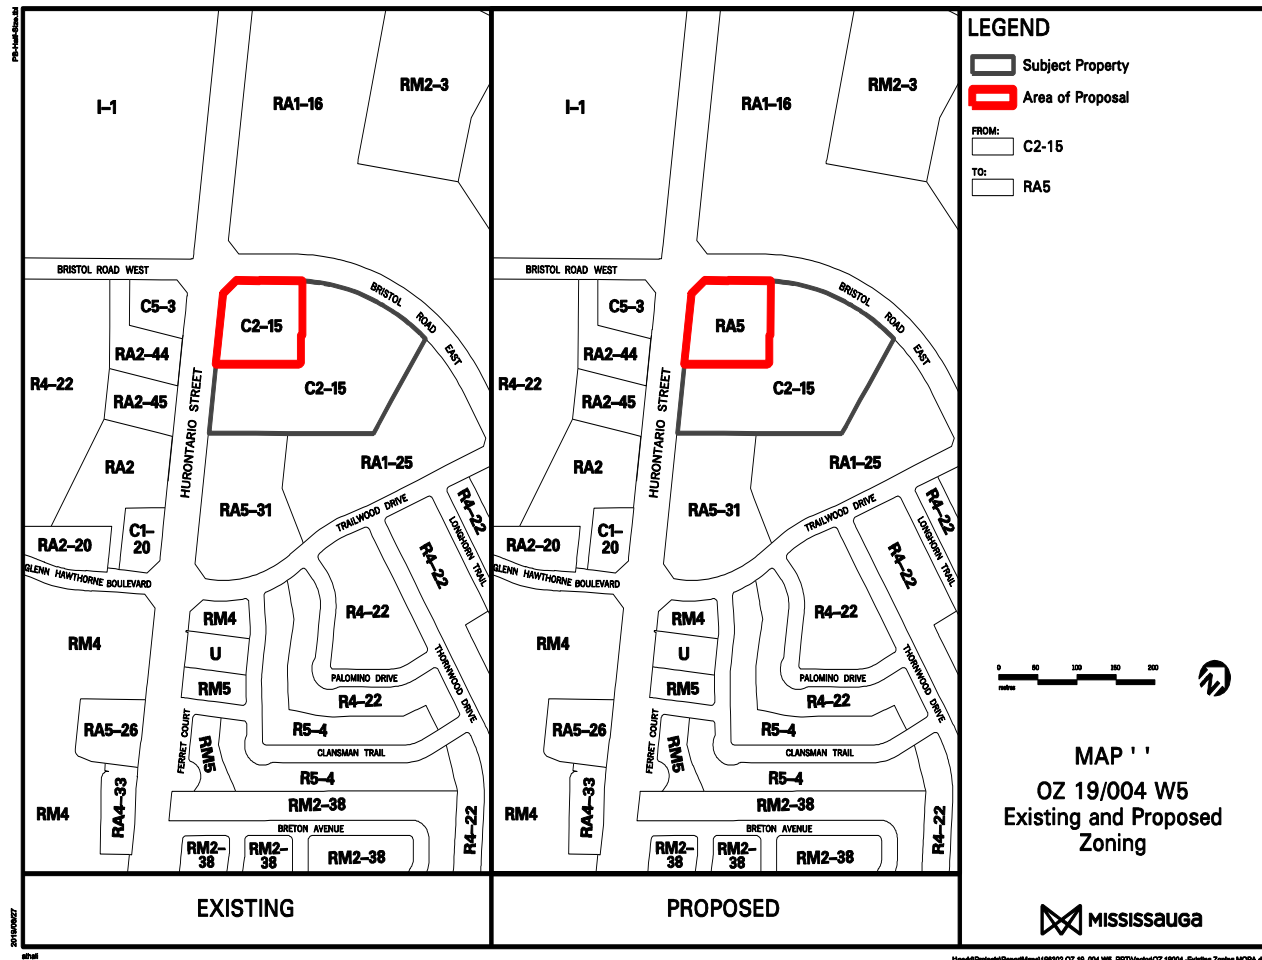 PB-Half-Size.tbl
I–1
RA1–16
RM2–3
BRISTOL ROAD WEST
C5–3
C2–15
BRISTOL ROAD EAST
RA2–44
R4–22
RA2–45
C2–15
HURONTARIO STREET
RA2
RA1–25
RA5–31
TRAILWOOD DRIVE
R4–22
LONGHORN TRAIL
C1–
20
RA2–20
R4–22
GLENN HAWTHORNE BOULEVARD
RM4
RM4
R4–22
U
THORNWOOD DRIVE
PALOMINO DRIVE
RM5
R4–22
RA5–26
FERRET COURT
RM5
R5–4
CLANSMAN TRAIL
R5–4
RM4
RA4–33
RM2–38
BRETON AVENUE
R4–22
RM2–
38
RM2–
38
RM2–38
EXISTING
I–1
RA1–16
RM2–3
BRISTOL ROAD WEST
C5–3
RA5
BRISTOL ROAD EAST
RA2–44
R4–22
RA2–45
C2–15
HURONTARIO STREET
RA2
RA1–25
RA5–31
TRAILWOOD DRIVE
R4–22
LONGHORN TRAIL
C1–
20
RA2–20
R4–22
GLENN HAWTHORNE BOULEVARD
RM4
RM4
R4–22
U
THORNWOOD DRIVE
PALOMINO DRIVE
RM5
R4–22
RA5–26
FERRET COURT
RM5
R5–4
CLANSMAN TRAIL
R5–4
RM4
RA4–33
RM2–38
BRETON AVENUE
R4–22
RM2–
38
RM2–
38
RM2–38
PROPOSED
LEGEND
Subject Property
Area of Proposal
FROM:
C2-15
TO:
RA5
0 50 100 150 200
metres
MAP ' '
OZ 19/004 W5
Existing and Proposed
Zoning
MISSISSAUGA
2019/09/27